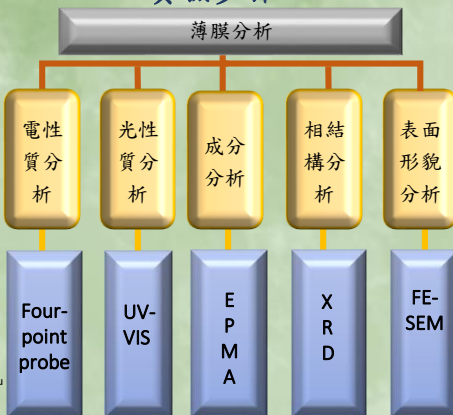 薄膜分析
電性
質分
析
光性
質分
析
成分
分析
相結
構分
析
表面
形貌
分析
Four-
point
probe
UV-
VIS
E
P
M
A
X
R
D
FE-
SEM